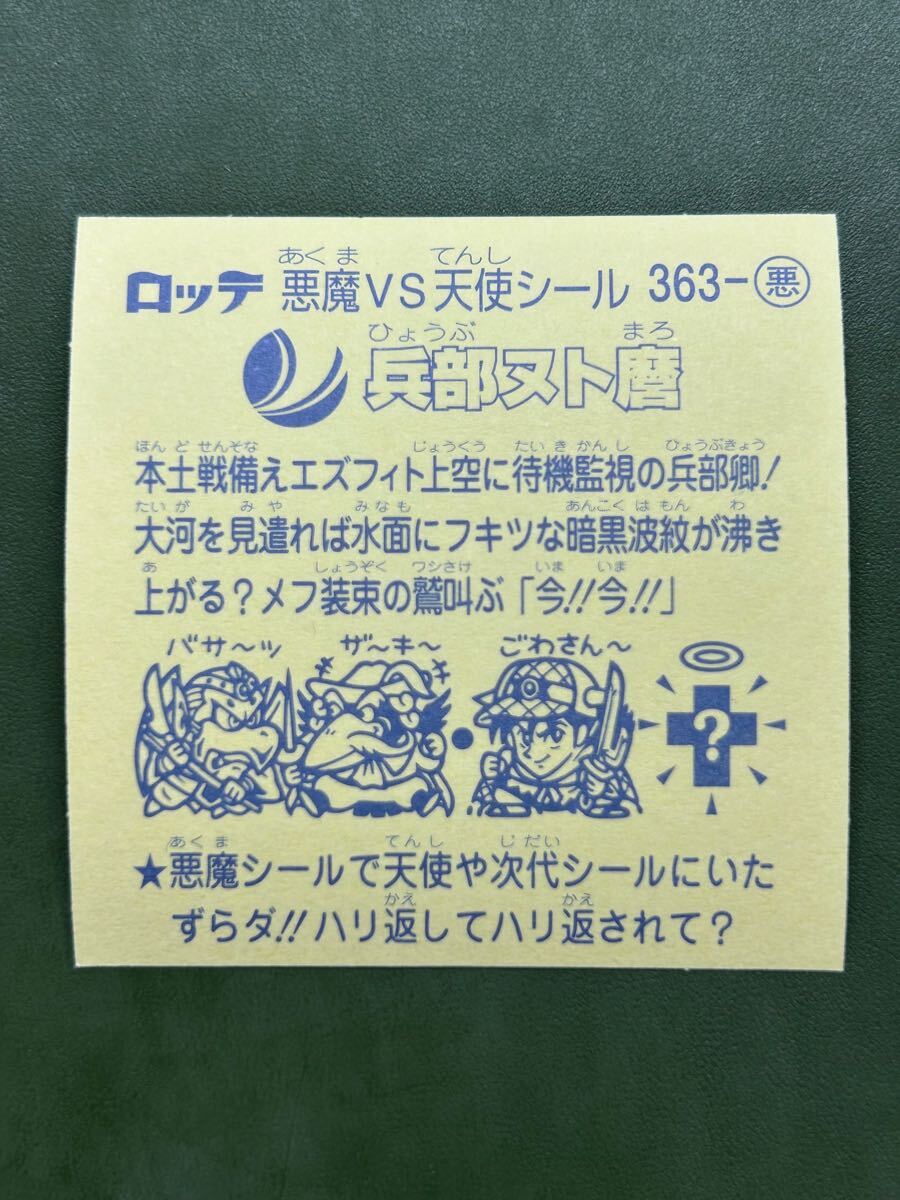 あくま てんし
ロッテ 悪魔VS天使シール 363-悪
ひょうぶ まろ
兵部ヌト麿
ほんど せんそな じょうくう たいきかんし ひょうぶきょう
本土戦備えエズフィト上空に待機監視の兵部卿!
たいが みや みなも あんこくはもん わ
大河を見遣れば水面にフキツな暗黒波紋が沸き
あ しょうぞく ワシさけ いま いま
上がる?メフ装束の鷲叫ぶ「今!!今!!」
バサ〜ッ ザ〜キ〜 ごわさん〜
?
あくま てんし じだい
★悪魔シールで天使や次代シールにいた
かえ かえ
ずらダ!!ハリ返してハリ返されて?